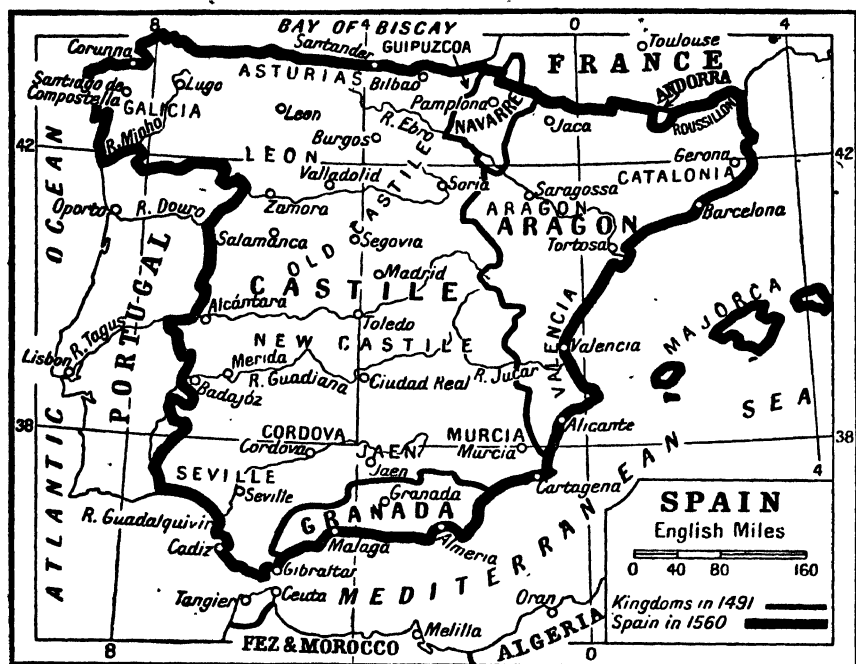 8
BAY OF BISCAY
4
0
4
Corunna
Santander
GUIPUZCOA
Toulouse
FRANCE
Santiago de
Compostella
Lugo
ASTURIAS
Bilbao
ANDORRA
GALICIA
Leon
Pamplona
NAVARRE
ROUSSILLON
R. Minho
R. Ebro
Jaca
42
Burgos
42
LEON
Gerona
CATALONIA
Valladolid
Soria
Saragossa
Oporto
R. Douro
Zamora
ARAGON
ARAGON
Barcelona
Salamanca
OLD CASTILE
Segovia
Tortosa
Madrid
CASTILE
MAJORCA
PORTUGAL
Alcántara
Toledo
VALENCIA
R. Tagus
NEW CASTILE
Valencia
Lisbon
Merida
R. Guadiana
Ciudad Real
R. Jucar
Badajóz
38
CORDOVA
Cordova
JAEN
Jaen
MURCIA
Murcia
Alicante
38
SEVILLE
Seville
Granada
GRANADA
Cartagena
4
R. Guadalquivir
Cadiz
Malaga
Almeria
Gibraltar
MEDITERRANEAN SEA
ATLANTIC OCEAN
Tangier
Ceuta
Oran
Melilla
FEZ & MOROCCO
ALGERIA
8
0
SPAIN
English Miles
0 40 80 160
Kingdoms in 1491
Spain in 1560